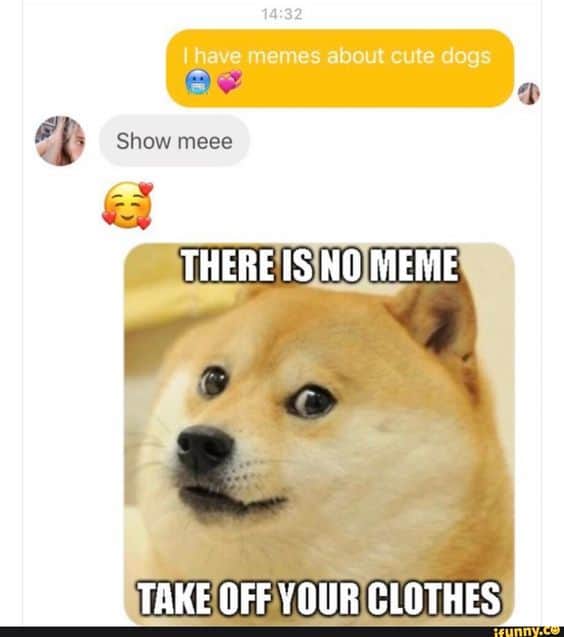 14:32
I have memes about cute dogs
🥶💞
Show meee
🥰
THERE IS NO MEME
TAKE OFF YOUR CLOTHES
ifunny.co